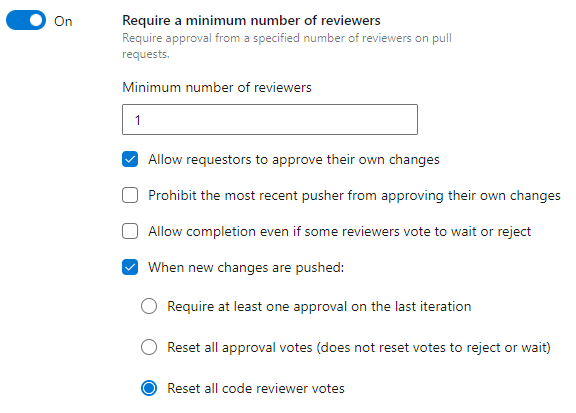 On
Require a minimum number of reviewers
Require approval from a specified number of reviewers on pull
requests.
Minimum number of reviewers
1
Allow requestors to approve their own changes
Prohibit the most recent pusher from approving their own changes
Allow completion even if some reviewers vote to wait or reject
When new changes are pushed:
Require at least one approval on the last iteration
Reset all approval votes (does not reset votes to reject or wait)
Reset all code reviewer votes